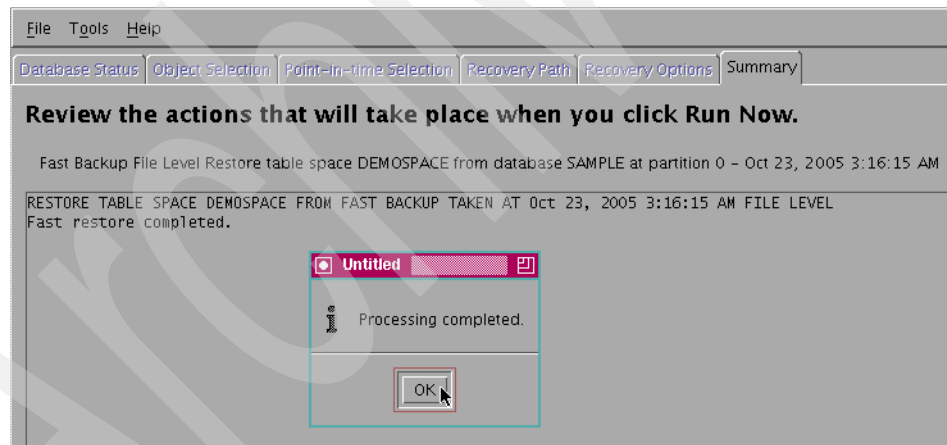 File Tools Help
Database Status Object Selection Point-in-time Selection Recovery Path Recovery Options Summary
Review the actions that will take place when you click Run Now.
Fast Backup File Level Restore table space DEMOSPACE from database SAMPLE at partition 0 - Oct 23, 2005 3:16:15 AM
RESTORE TABLE SPACE DEMOSPACE FROM FAST BACKUP TAKEN AT Oct 23, 2005 3:16:15 AM FILE LEVEL
Fast restore completed.
Untitled
Processing completed.
OK